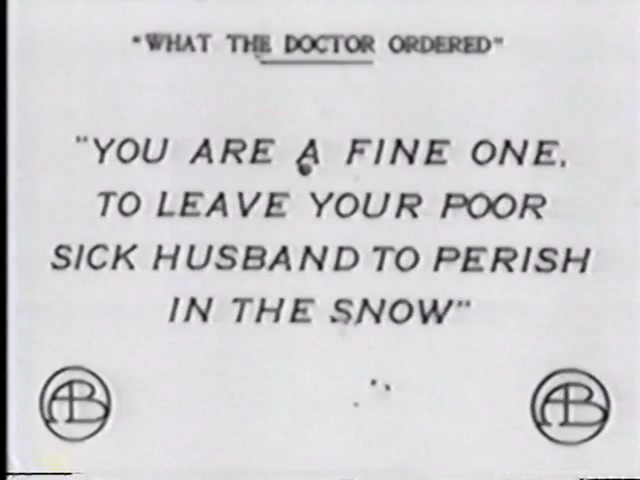 "WHAT THE DOCTOR ORDERED"
"YOU ARE A FINE ONE,
TO LEAVE YOUR POOR
SICK HUSBAND TO PERISH
IN THE SNOW"
AB AB